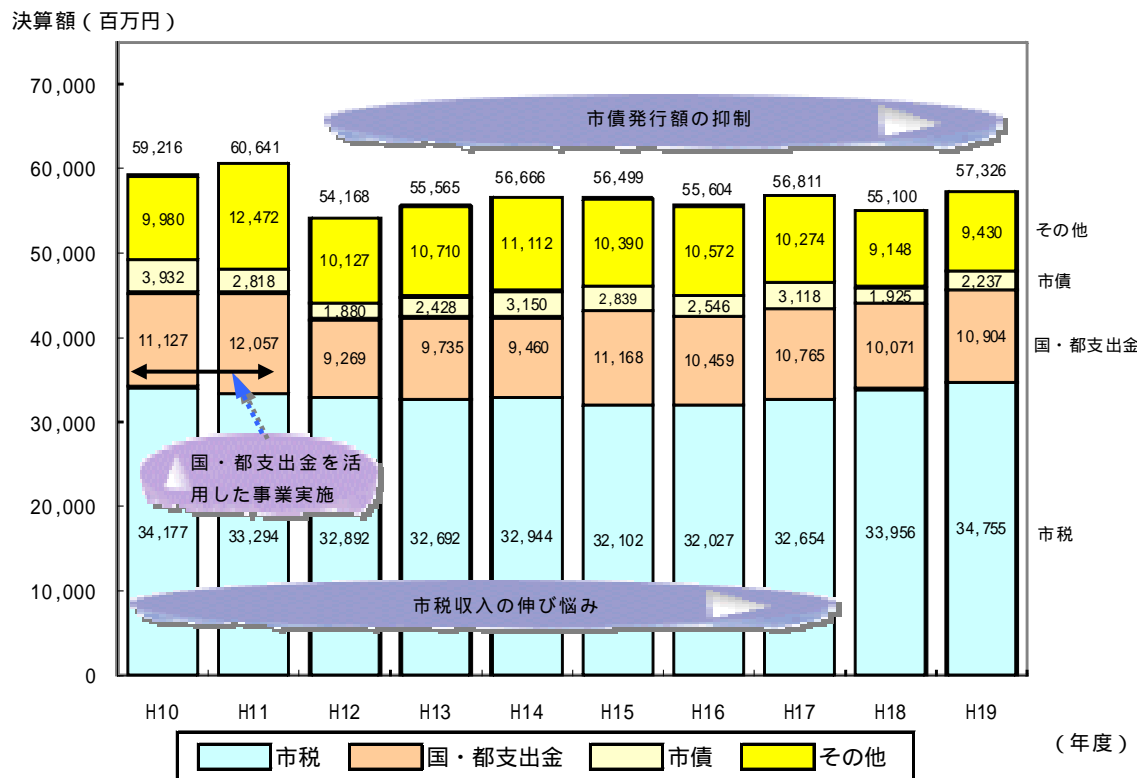 決算額(百万円)
70,000
60,000
50,000
40,000
30,000
20,000
10,000
0
市債発行額の抑制
59,216 60,641 54,168 55,565 56,666 56,499 55,604 56,811 55,100 57,326
9,980 12,472 10,127 10,710 11,112 10,390 10,572 10,274 9,148 9,430
その他
3,932 2,818 1,880 2,428 3,150 2,839 2,546 3,118 1,925 2,237
市債
11,127 12,057 9,269 9,735 9,460 11,168 10,459 10,765 10,071 10,904
国・都支出金
国・都支出金を活
用した事業実施
34,177 33,294 32,892 32,692 32,944 32,102 32,027 32,654 33,956 34,755
市税
市税収入の伸び悩み
H10 H11 H12 H13 H14 H15 H16 H17 H18 H19
(年度)
市税 国・都支出金 市債 その他